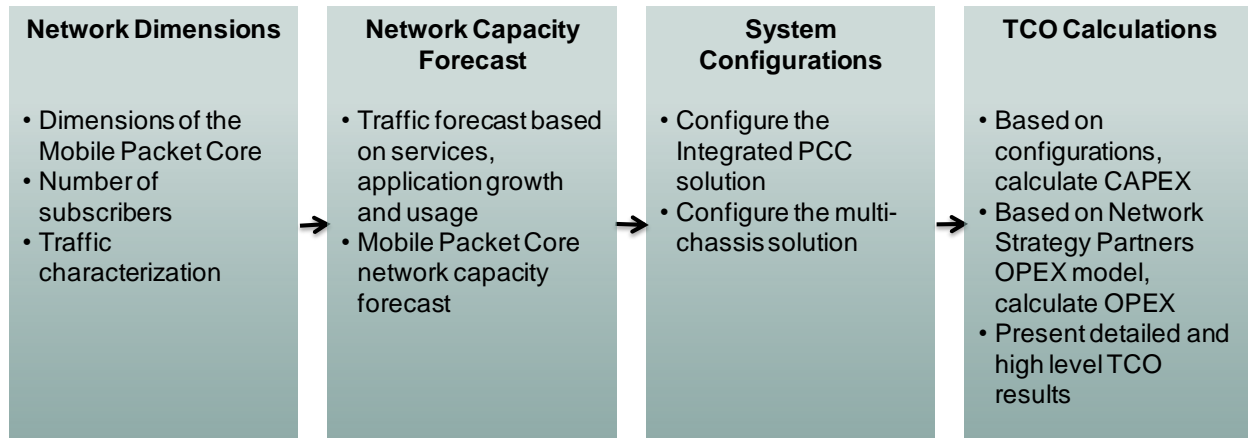 Network Dimensions
• Dimensions of the
Mobile Packet Core
• Number of
subscribers
• Traffic
characterization
Network Capacity
Forecast
• Traffic forecast based
on services,
application growth
and usage
• Mobile Packet Core
network capacity
forecast
System
Configurations
• Configure the
Integrated PCC
solution
• Configure the multi-
chassis solution
TCO Calculations
• Based on
configurations,
calculate CAPEX
• Based on Network
Strategy Partners
OPEX model,
calculate OPEX
• Present detailed and
high level TCO
results